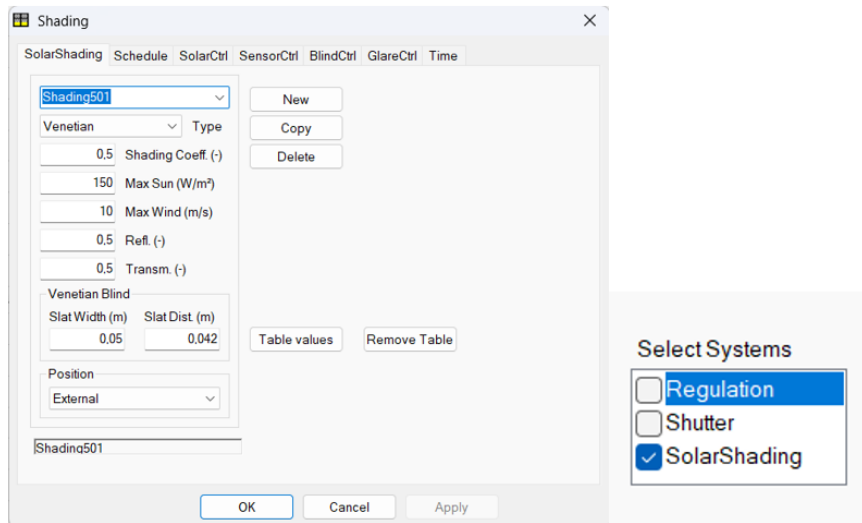 Shading
SolarShading Schedule SolarCtrl SensorCtrl BlindCtrl GlareCtrl Time
Shading501 New
Venetian Type Copy
0,5 Shading Coeff. (-) Delete
150 Max Sun (W/m²)
10 Max Wind (m/s)
0,5 Refl. (-)
0,5 Transm. (-)
Venetian Blind
Slat Width (m) Slat Dist. (m)
0,05 0,042 Table values Remove Table
Position
External
Shading501
OK Cancel Apply
Select Systems
Regulation
Shutter
SolarShading